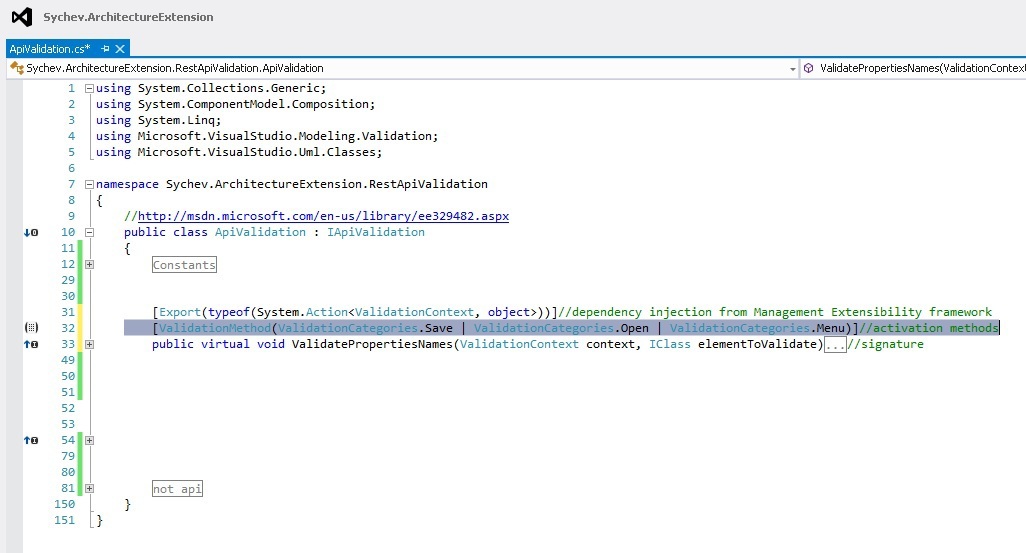 Sychev.ArchitectureExtension
ApiValidation.cs*
Sychev.ArchitectureExtension.RestApiValidation.ApiValidation ValidatePropertiesNames(ValidationContext
1 using System.Collections.Generic;
2 using System.ComponentModel.Composition;
3 using System.Linq;
4 using Microsoft.VisualStudio.Modeling.Validation;
5 using Microsoft.VisualStudio.Uml.Classes;
6
7 namespace Sychev.ArchitectureExtension.RestApiValidation
8 {
9 //http://msdn.microsoft.com/en-us/library/ee329482.aspx
10 public class ApiValidation : IApiValidation
11 {
12 Constants
29
30
31 [Export(typeof(System.Action<ValidationContext, object>))]//dependency injection from Management Extensibility framework
32 [ValidationMethod(ValidationCategories.Save | ValidationCategories.Open | ValidationCategories.Menu)]//activation methods
33 public virtual void ValidatePropertiesNames(ValidationContext context, IClass elementToValidate)...//signature
49
50
51
52
53
54
79
80
81 not api
150 }
151 }